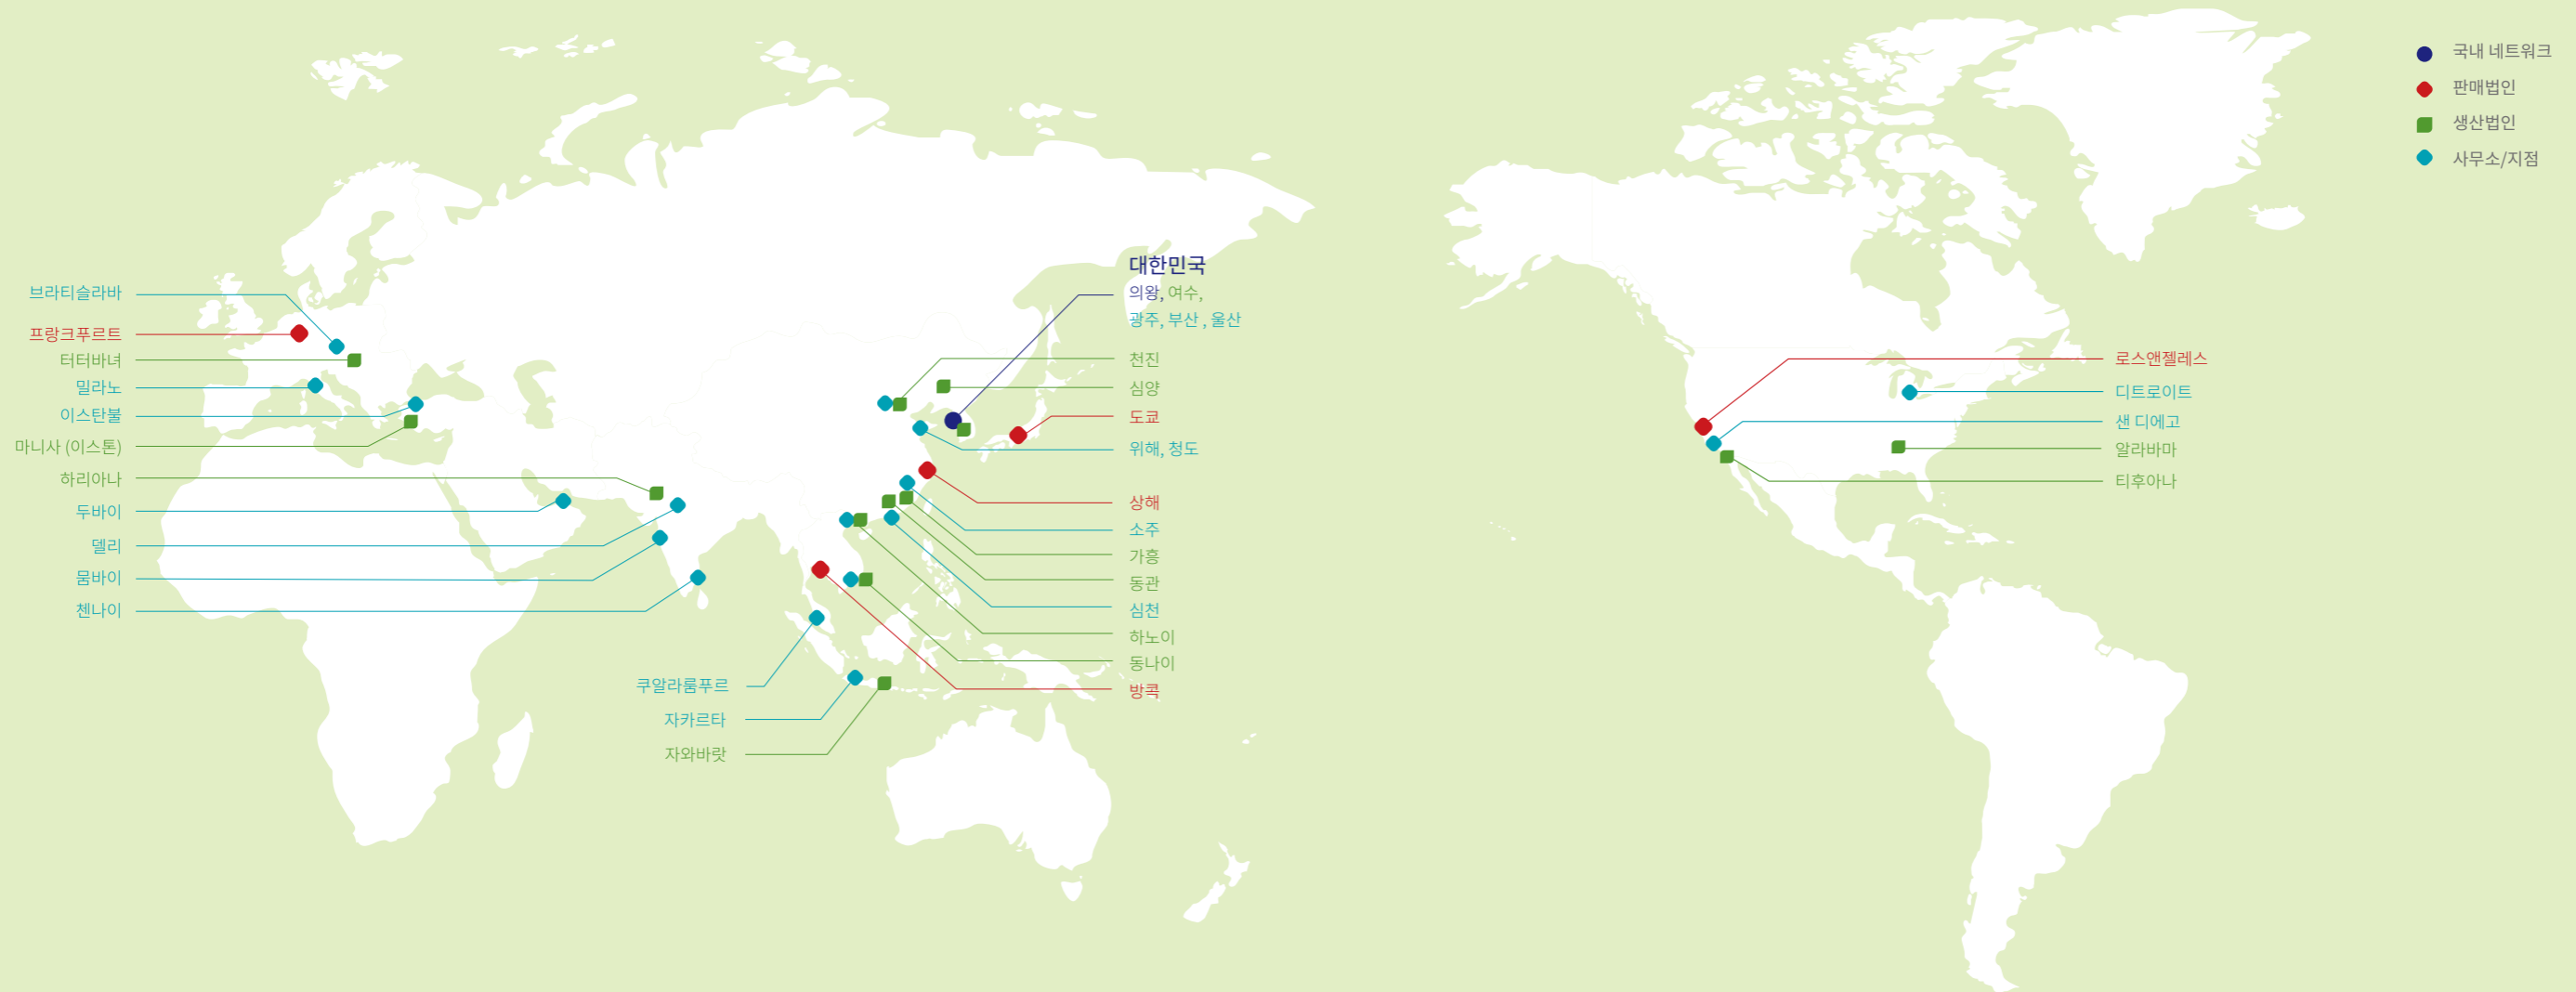 국내 네트워크
판매법인
생산법인
사무소/지점
브라티슬라바
프랑크푸르트
터터바녀
밀라노
이스탄불
마니사 (이스톤)
하리아나
두바이
델리
뭄바이
첸나이
쿠알라룸푸르
자카르타
자와바랏
대한민국
의왕, 여수,
광주, 부산 , 울산
천진
심양
도쿄
위해, 청도
상해
소주
가흥
동관
심천
하노이
동나이
방콕
로스앤젤레스
디트로이트
샌 디에고
알라바마
티후아나